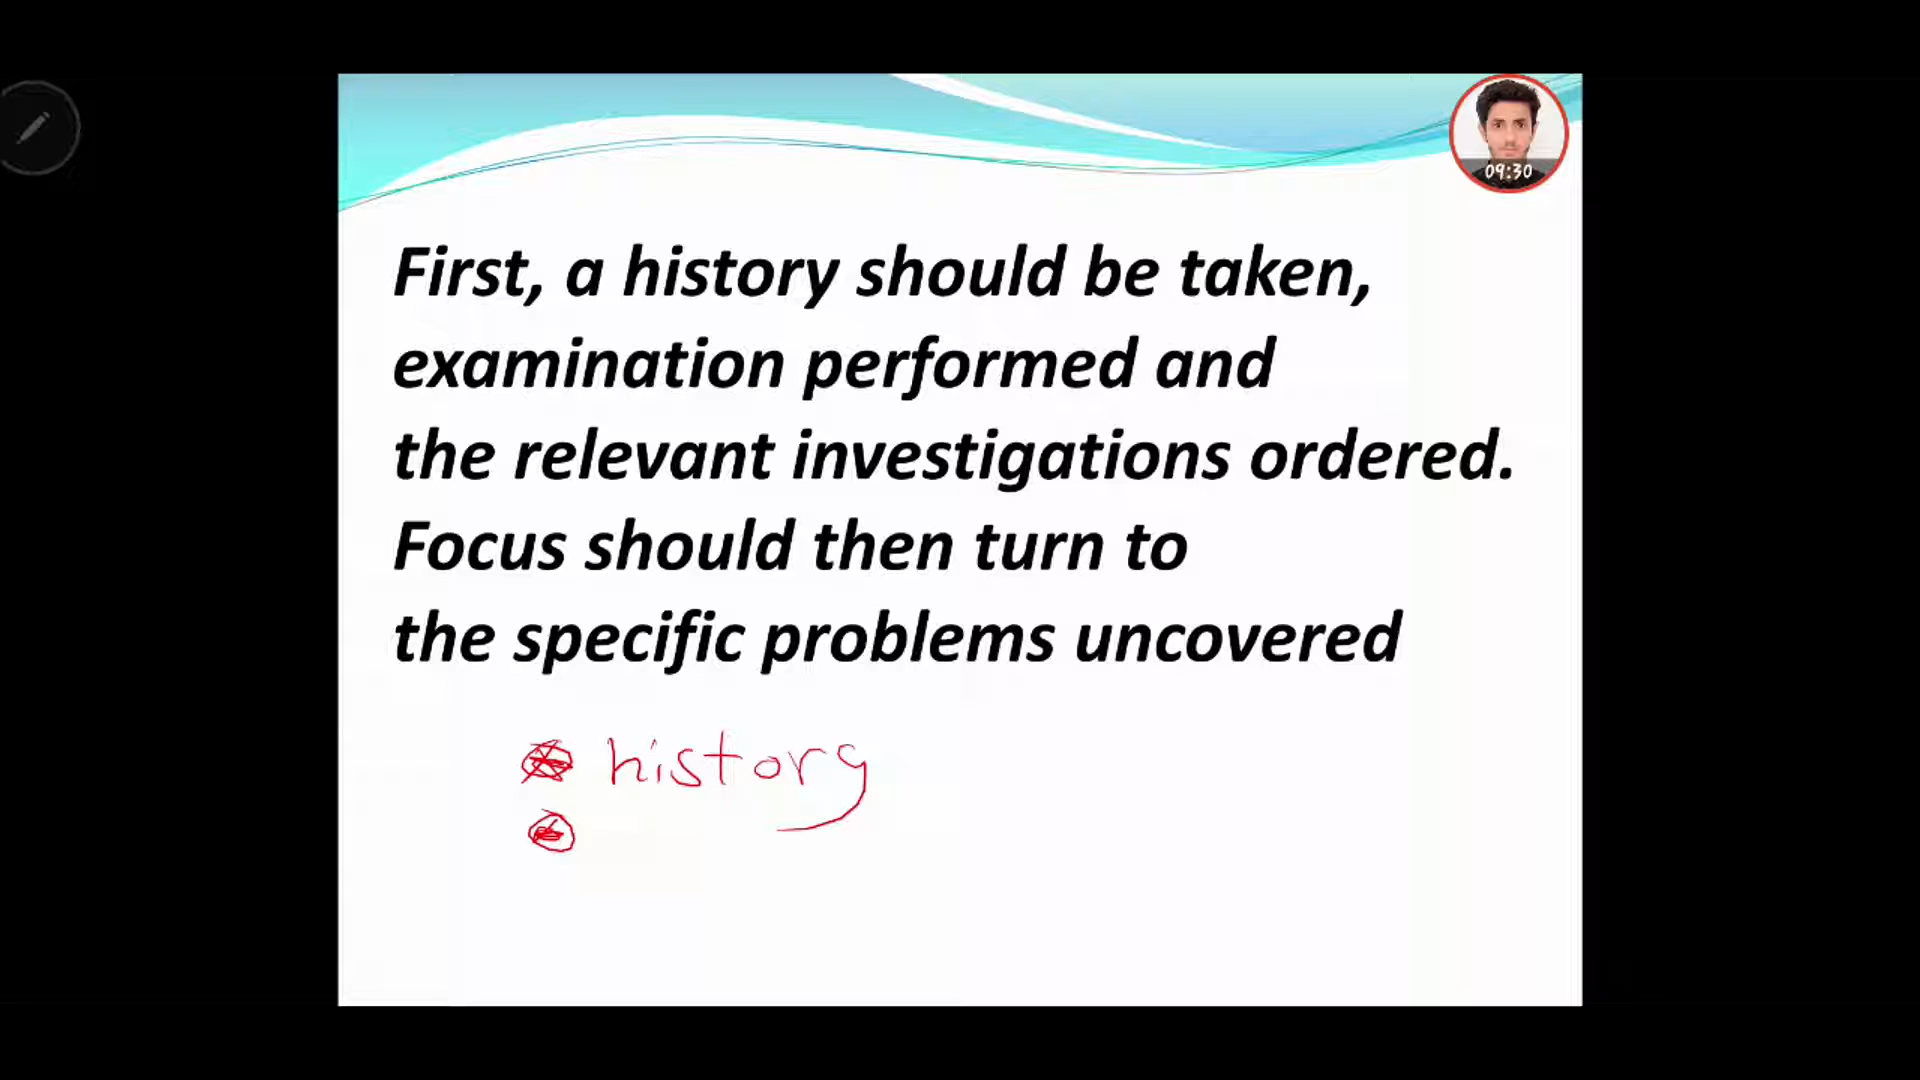 09:30
First, a history should be taken,
examination performed and
the relevant investigations ordered.
Focus should then turn to
the specific problems uncovered
history